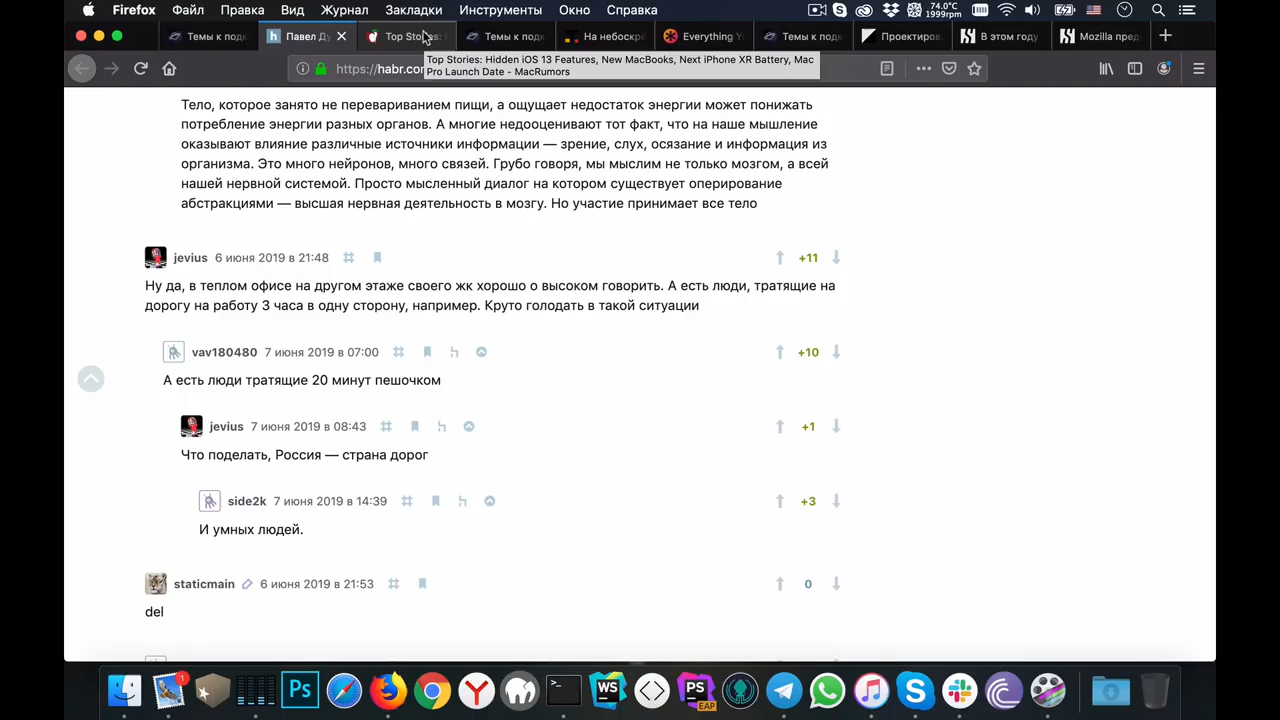 Firefox Файл Правка Вид Журнал Закладки Инструменты Окно Справка
74.0°C
1999rpm
Темы к подк
Павел Ду
Top Stories:
Темы к подк
На небоскрё
Everything Y
Темы к подк
Проектиров
В этом году
Mozilla пред
https://habr.co
Top Stories: Hidden iOS 13 Features, New MacBooks, Next iPhone XR Battery, Mac
Pro Launch Date - MacRumors
Тело, которое занято не перевариванием пищи, а ощущает недостаток энергии может понижать
потребление энергии разных органов. А многие недооценивают тот факт, что на наше мышление
оказывают влияние различные источники информации — зрение, слух, осязание и информация из
организма. Это много нейронов, много связей. Грубо говоря, мы мыслим не только мозгом, а всей
нашей нервной системой. Просто мысленный диалог на котором существует оперирование
абстракциями — высшая нервная деятельность в мозгу. Но участие принимает все тело
jevius 6 июня 2019 в 21:48
+11
Ну да, в теплом офисе на другом этаже своего жк хорошо о высоком говорить. А есть люди, тратящие на
дорогу на работу 3 часа в одну сторону, например. Круто голодать в такой ситуации
vav180480 7 июня 2019 в 07:00
+10
А есть люди тратящие 20 минут пешочком
jevius 7 июня 2019 в 08:43
+1
Что поделать, Россия — страна дорог
side2k 7 июня 2019 в 14:39
+3
И умных людей.
staticmain 6 июня 2019 в 21:53
0
del
1
Ps
WS
PS
EAP